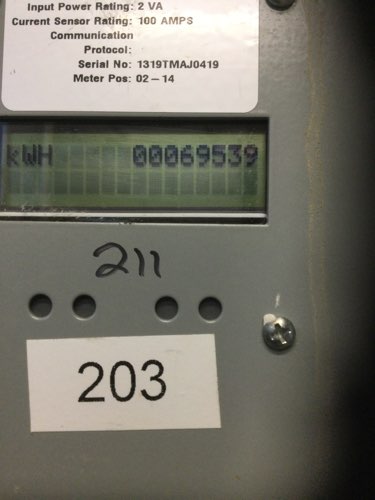 Input Power Rating: 2 VA
Current Sensor Rating: 100 AMPS
Communication
Protocol:
Serial No: 1319TMAJ0419
Meter Pos: 02-14
kWH 00069539
211
203